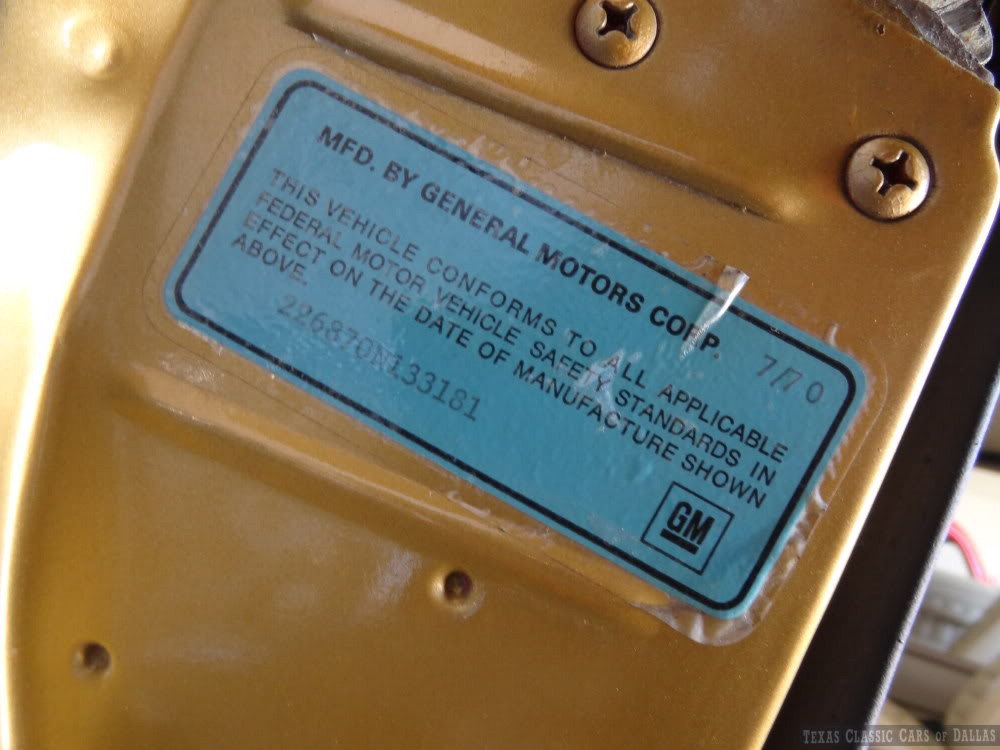 MFD. BY GENERAL MOTORS CORP. 7/70
THIS VEHICLE CONFORMS TO ALL APPLICABLE
FEDERAL MOTOR VEHICLE SAFETY STANDARDS IN
EFFECT ON THE DATE OF MANUFACTURE SHOWN
ABOVE.
226870N133181
GM
TEXAS CLASSIC CARS OF DALLAS